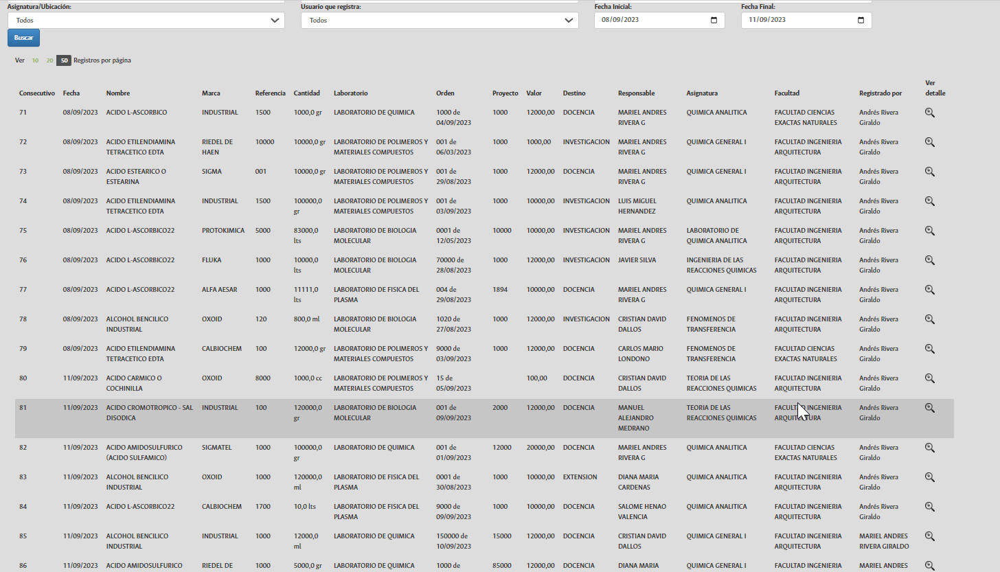 Asignatura/Ubicación: Usuario que registra: Fecha Inicial: Fecha Final:
Todos Todos 08/09/2023 11/09/2023
Buscar
Ver 10 20 50 Registros por página
Ver
Consecutivo Fecha Nombre Marca Referencia Cantidad Laboratorio Orden Proyecto Valor Destino Responsable Asignatura Facultad Registrado por detalle
71 08/09/2023 ACIDO L-ASCORBICO INDUSTRIAL 1500 1000,0 gr LABORATORIO DE QUIMICA 1000 de 1000 12000,00 DOCENCIA MARIEL ANDRES QUIMICA ANALITICA FACULTAD CIENCIAS Andrés Rivera
04/09/2023 RIVERA G EXACTAS NATURALES Giraldo
72 08/09/2023 ACIDO ETILENDIAMINA RIEDEL DE 10000 10000,0 gr LABORATORIO DE POLIMEROS Y 001 de 1000 1000,00 INVESTIGACION MARIEL ANDRES QUIMICA GENERAL I FACULTAD INGENIERIA Andrés Rivera
TETRACETICO EDTA HAEN MATERIALES COMPUESTOS 06/03/2023 RIVERA G ARQUITECTURA Giraldo
73 08/09/2023 ACIDO ESTEARICO O SIGMA 001 10000,0 gr LABORATORIO DE POLIMEROS Y 001 de 1000 12000,00 DOCENCIA MARIEL ANDRES QUIMICA GENERAL I FACULTAD INGENIERIA Andrés Rivera
ESTEARINA MATERIALES COMPUESTOS 29/08/2023 RIVERA G ARQUITECTURA Giraldo
74 08/09/2023 ACIDO ETILENDIAMINA INDUSTRIAL 1500 100000,0 LABORATORIO DE POLIMEROS Y 001 de 1000 10000,00 INVESTIGACION LUIS MIGUEL QUIMICA ANALITICA FACULTAD INGENIERIA Andrés Rivera
TETRACETICO EDTA gr MATERIALES COMPUESTOS 03/09/2023 HERNANDEZ ARQUITECTURA Giraldo
75 08/09/2023 ACIDO L-ASCORBICO22 PROTOKIMICA 5000 83000,0 LABORATORIO DE BIOLOGIA 0001 de 10000 10000,00 INVESTIGACION MARIEL ANDRES LABORATORIO DE FACULTAD INGENIERIA Andrés Rivera
lts MOLECULAR 12/05/2023 RIVERA G QUIMICA ANALITICA ARQUITECTURA Giraldo
76 08/09/2023 ACIDO L-ASCORBICO22 FLUKA 1000 10000,0 LABORATORIO DE BIOLOGIA 70000 de 1000 12000,00 INVESTIGACION JAVIER SILVA INGENIERIA DE LAS FACULTAD INGENIERIA Andrés Rivera
lts MOLECULAR 28/08/2023 REACCIONES QUIMICAS ARQUITECTURA Giraldo
77 08/09/2023 ACIDO L-ASCORBICO22 ALFA AESAR 1000 11111,0 LABORATORIO DE FISICA DEL 004 de 1894 10000,00 DOCENCIA MARIEL ANDRES QUIMICA GENERAL I FACULTAD INGENIERIA Andrés Rivera
lts PLASMA 29/08/2023 RIVERA G ARQUITECTURA Giraldo
78 08/09/2023 ALCOHOL BENCILICO OXOID 120 800,0 ml LABORATORIO DE BIOLOGIA 1020 de 1000 12000,00 INVESTIGACION CRISTIAN DAVID FENOMENOS DE FACULTAD INGENIERIA Andrés Rivera
INDUSTRIAL MOLECULAR 27/08/2023 DALLOS TRANSFERENCIA ARQUITECTURA Giraldo
79 08/09/2023 ACIDO ETILENDIAMINA CALBIOCHEM 100 12000,0 gr LABORATORIO DE POLIMEROS Y 9000 de 1000 12000,00 DOCENCIA CARLOS MARIO FENOMENOS DE FACULTAD CIENCIAS Andrés Rivera
TETRACETICO EDTA MATERIALES COMPUESTOS 03/09/2023 LONDONO TRANSFERENCIA EXACTAS NATURALES Giraldo
80 11/09/2023 ACIDO CARMICO O OXOID 8000 1000,0 cc LABORATORIO DE POLIMEROS Y 15 de 100,00 DOCENCIA CRISTIAN DAVID TEORIA DE LAS FACULTAD INGENIERIA Andrés Rivera
COCHINILLA MATERIALES COMPUESTOS 05/09/2023 DALLOS REACCIONES QUIMICAS ARQUITECTURA Giraldo
81 11/09/2023 ACIDO CROMOTROPICO - SAL INDUSTRIAL 100 120000,0 LABORATORIO DE BIOLOGIA 001 de 2000 12000,00 DOCENCIA MANUEL TEORIA DE LAS FACULTAD INGENIERIA Andrés Rivera
DISODICA gr MOLECULAR 09/09/2023 ALEJANDRO REACCIONES QUIMICAS ARQUITECTURA Giraldo
MEDRANO
82 11/09/2023 ACIDO AMIDOSULFURICO SIGMATEL 1000 100000,0 LABORATORIO DE QUIMICA 001 de 12000 20000,00 DOCENCIA MARIEL ANDRES QUIMICA ANALITICA FACULTAD CIENCIAS Andrés Rivera
(ACIDO SULFAMICO) gr 01/09/2023 RIVERA G EXACTAS NATURALES Giraldo
83 11/09/2023 ALCOHOL BENCILICO OXOID 1000 120000,0 LABORATORIO DE FISICA DEL 0001 de 1000 10000,00 EXTENSION DIANA MARIA QUIMICA ANALITICA FACULTAD INGENIERIA Andrés Rivera
INDUSTRIAL ml PLASMA 30/08/2023 CARDENAS ARQUITECTURA Giraldo
84 11/09/2023 ACIDO L-ASCORBICO22 CALBIOCHEM 1700 10,0 lts LABORATORIO DE FISICA DEL 9000 de 1000 10000,00 DOCENCIA SALOME HENAO QUIMICA ANALITICA FACULTAD INGENIERIA Andrés Rivera
PLASMA 09/09/2023 VALENCIA ARQUITECTURA Giraldo
85 11/09/2023 ALCOHOL BENCILICO INDUSTRIAL 1000 12000,0 LABORATORIO DE QUIMICA 150000 de 15000 12000,00 DOCENCIA CRISTIAN DAVID QUIMICA GENERAL I FACULTAD INGENIERIA MARIEL ANDRES
INDUSTRIAL ml 10/09/2023 DALLOS ARQUITECTURA RIVERA GIRALDO
86 11/09/2023 ACIDO AMIDOSULFURICO RIEDEL DE 1000 5000,0 gr LABORATORIO DE QUIMICA 1000 de 85000 12000,00 DOCENCIA DIANA MARIA QUIMICA GENERAL I FACULTAD INGENIERIA MARIEL ANDRES